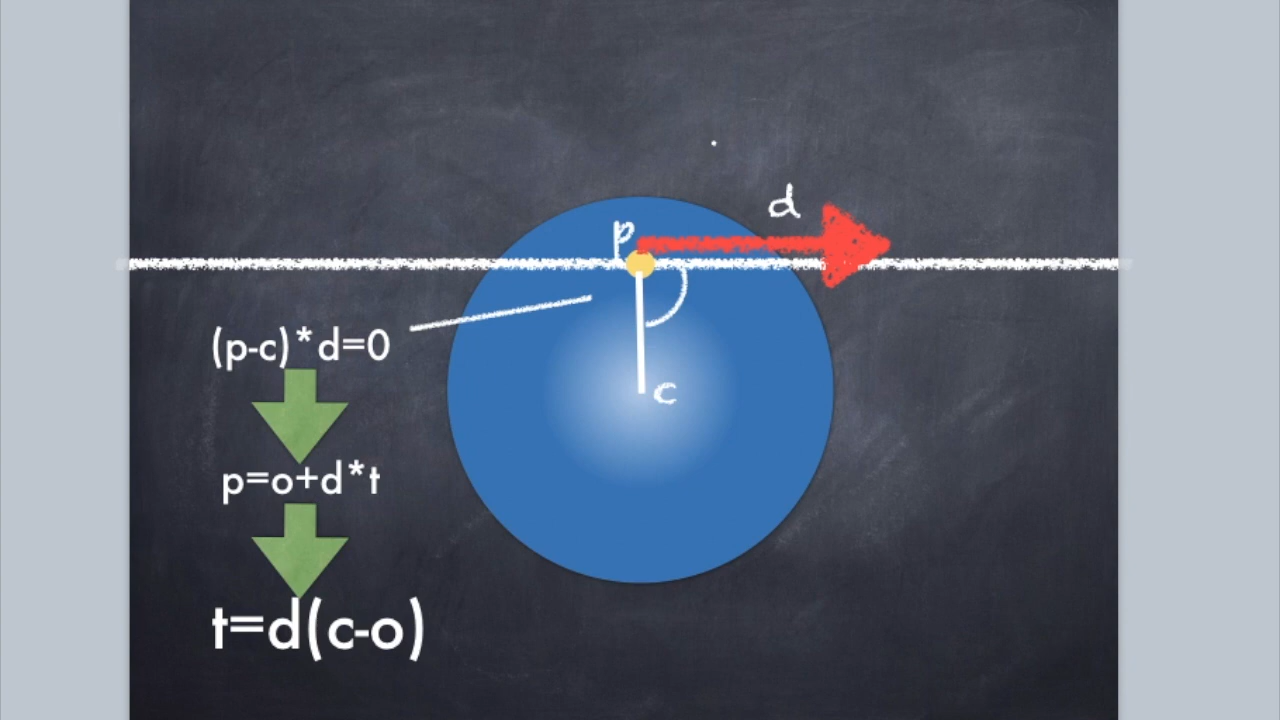 d
p
(p-c)*d=0
c
p=o+d*t
t=d(c-o)